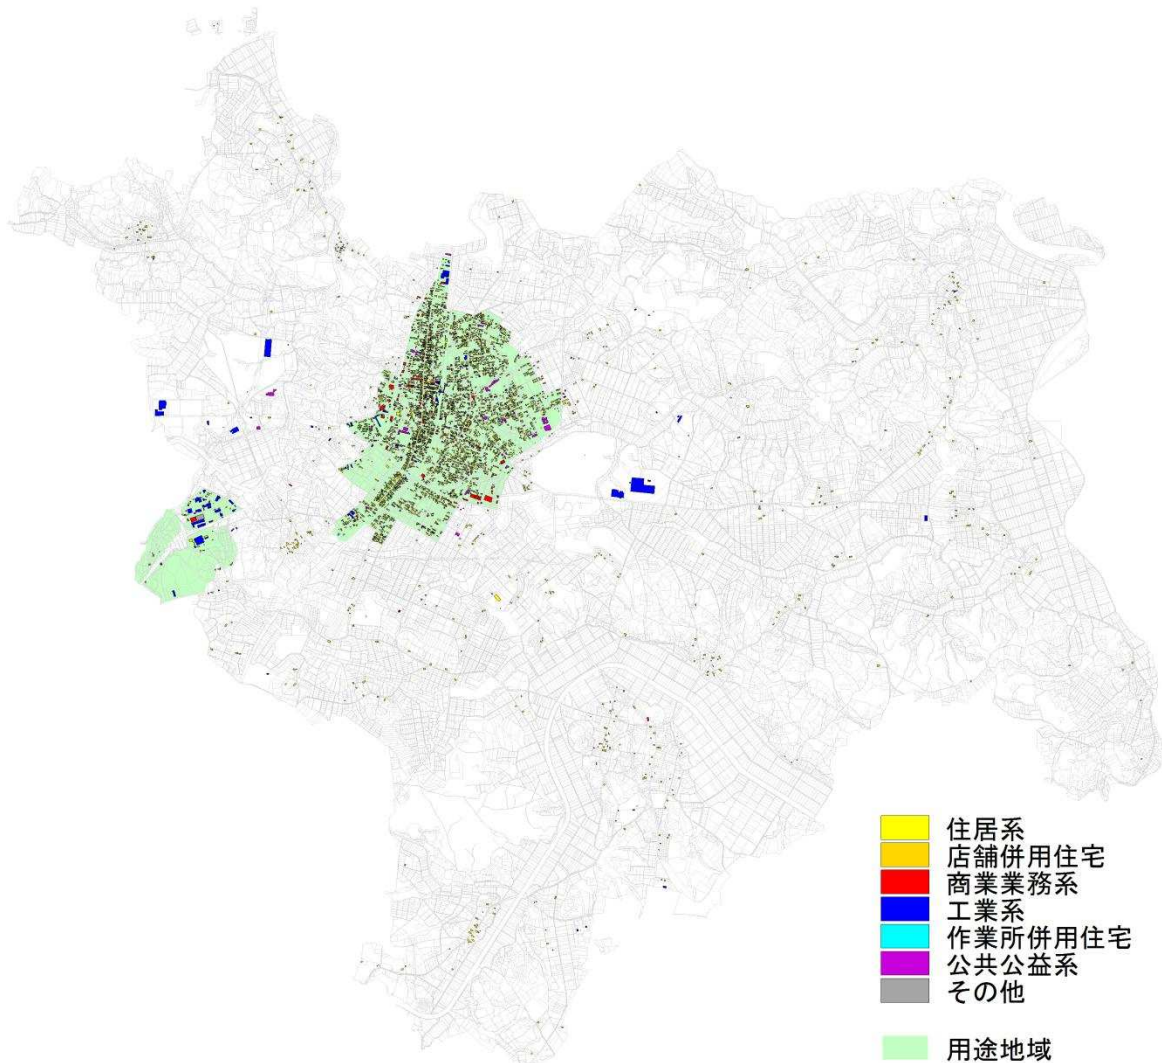 住居系
店舗併用住宅
商業業務系
工業系
作業所併用住宅
公共公益系
その他
用途地域